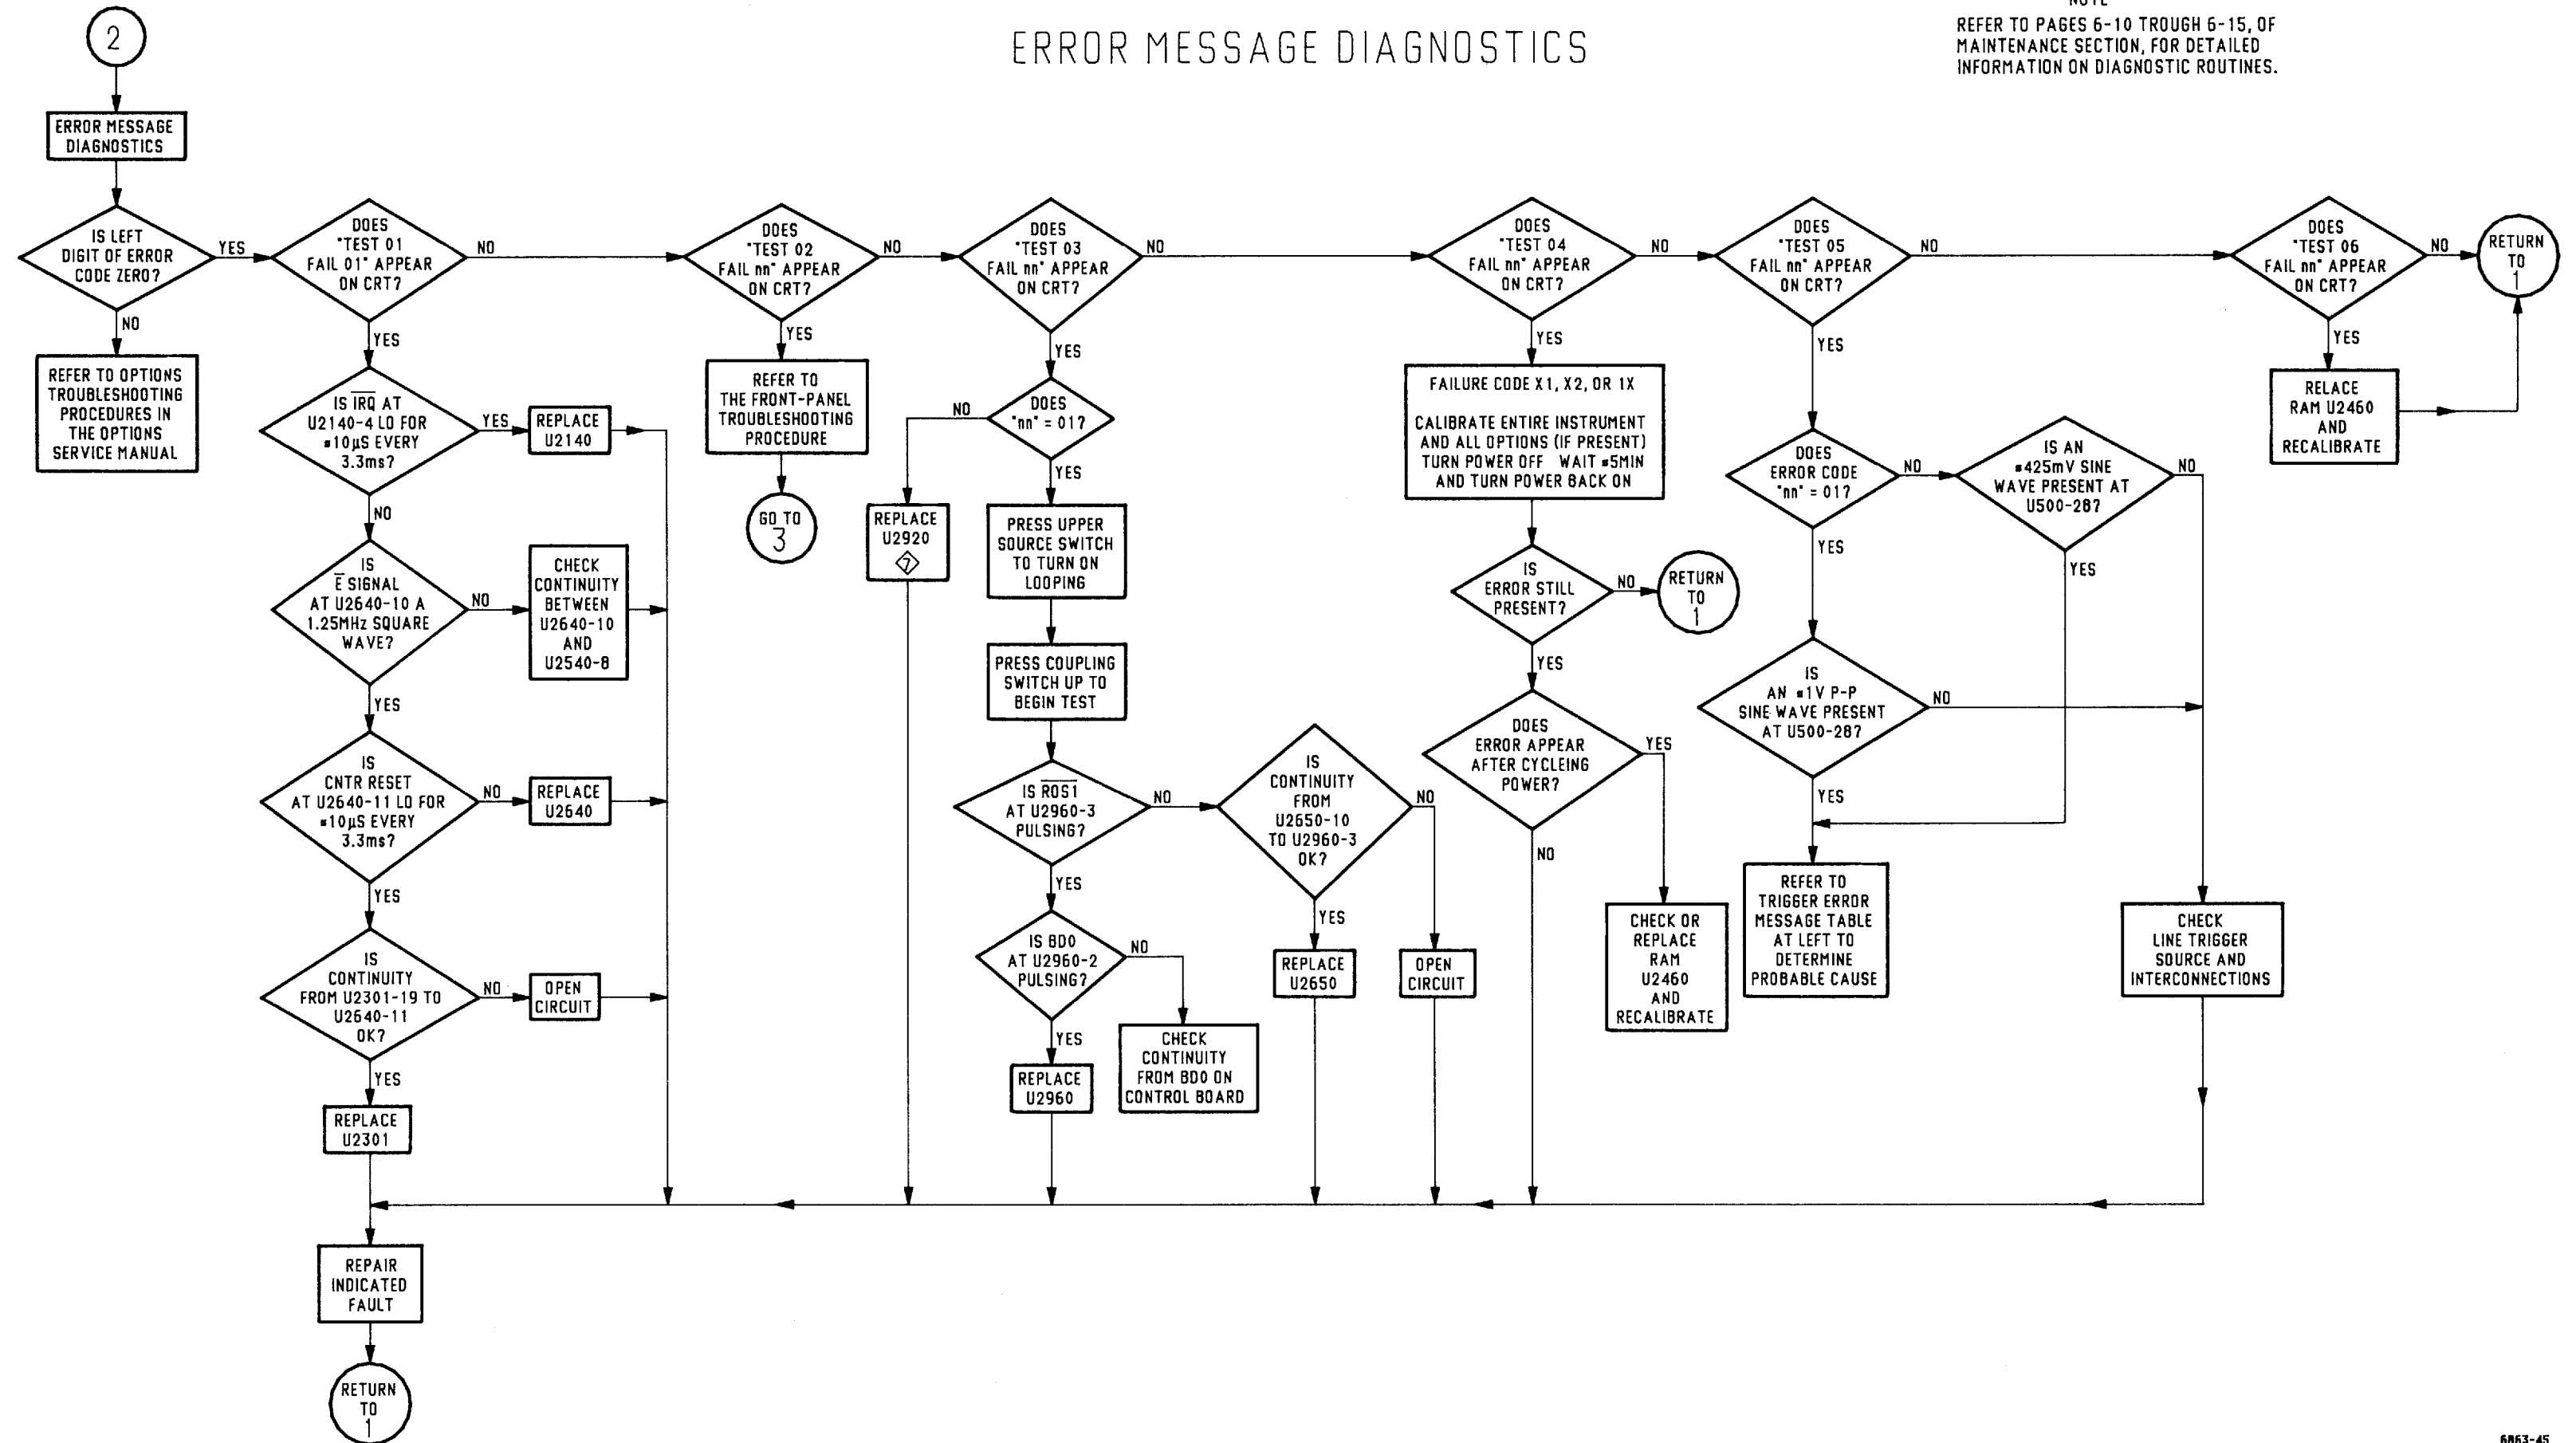 NOTE
REFER TO PAGES 6-10 TROUGH 6-15, OF
MAINTENANCE SECTION, FOR DETAILED
INFORMATION ON DIAGNOSTIC ROUTINES.
ERROR MESSAGE DIAGNOSTICS
2
ERROR MESSAGE
DIAGNOSTICS
IS LEFT
DIGIT OF ERROR
CODE ZERO?
YES
NO
REFER TO OPTIONS
TROUBLESHOOTING
PROCEDURES IN
THE OPTIONS
SERVICE MANUAL
DOES
"TEST 01
FAIL 01" APPEAR
ON CRT?
NO
YES
IS I̅R̅Q̅ AT
U2140-4 LO FOR
≈10µS EVERY
3.3ms?
YES
REPLACE
U2140
NO
IS
E̅ SIGNAL
AT U2640-10 A
1.25MHz SQUARE
WAVE?
NO
CHECK
CONTINUITY
BETWEEN
U2640-10
AND
U2540-8
YES
IS
CNTR RESET
AT U2640-11 LO FOR
≈10µS EVERY
3.3ms?
NO
REPLACE
U2640
YES
IS
CONTINUITY
FROM U2301-19 TO
U2640-11
OK?
NO
OPEN
CIRCUIT
YES
REPLACE
U2301
REPAIR
INDICATED
FAULT
RETURN
TO
1
DOES
"TEST 02
FAIL nn" APPEAR
ON CRT?
NO
YES
REFER TO
THE FRONT-PANEL
TROUBLESHOOTING
PROCEDURE
GO TO
3
DOES
"TEST 03
FAIL nn" APPEAR
ON CRT?
NO
YES
DOES
"nn" = 01?
NO
REPLACE
U2920
7
YES
PRESS UPPER
SOURCE SWITCH
TO TURN ON
LOOPING
PRESS COUPLING
SWITCH UP TO
BEGIN TEST
IS R̅O̅S̅1̅
AT U2960-3
PULSING?
NO
YES
IS BD0
AT U2960-2
PULSING?
NO
CHECK
CONTINUITY
FROM BD0 ON
CONTROL BOARD
YES
REPLACE
U2960
IS
CONTINUITY
FROM
U2650-10
TO U2960-3
OK?
NO
YES
REPLACE
U2650
OPEN
CIRCUIT
DOES
"TEST 04
FAIL nn" APPEAR
ON CRT?
NO
YES
FAILURE CODE X1, X2, OR 1X
CALIBRATE ENTIRE INSTRUMENT
AND ALL OPTIONS (IF PRESENT)
TURN POWER OFF WAIT ≈5MIN
AND TURN POWER BACK ON
IS
ERROR STILL
PRESENT?
NO
RETURN
TO
1
YES
DOES
ERROR APPEAR
AFTER CYCLEING
POWER?
YES
NO
CHECK OR
REPLACE
RAM
U2460
AND
RECALIBRATE
DOES
"TEST 05
FAIL nn" APPEAR
ON CRT?
NO
YES
DOES
ERROR CODE
"nn" = 01?
NO
YES
IS AN
≈425mV SINE
WAVE PRESENT AT
U500-28?
NO
YES
IS
AN ≈1V P-P
SINE WAVE PRESENT
AT U500-28?
NO
YES
REFER TO
TRIGGER ERROR
MESSAGE TABLE
AT LEFT TO
DETERMINE
PROBABLE CAUSE
CHECK
LINE TRIGGER
SOURCE AND
INTERCONNECTIONS
DOES
"TEST 06
FAIL nn" APPEAR
ON CRT?
NO
YES
RELACE
RAM U2460
AND
RECALIBRATE
RETURN
TO
1
6863-45